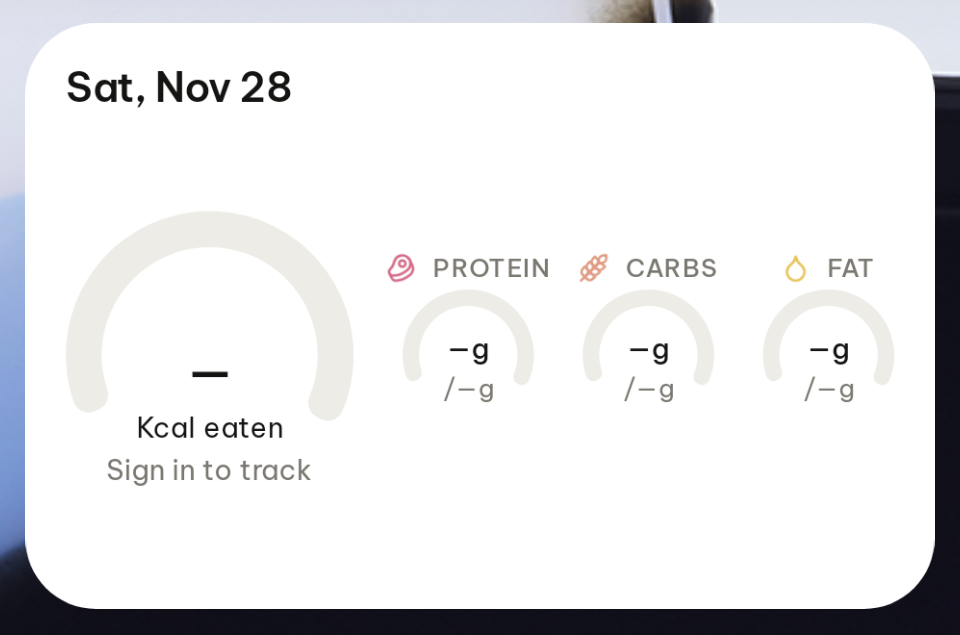 Sat, Nov 28
PROTEIN
–g
/–g
CARBS
–g
/–g
FAT
–g
/–g
–
Kcal eaten
Sign in to track